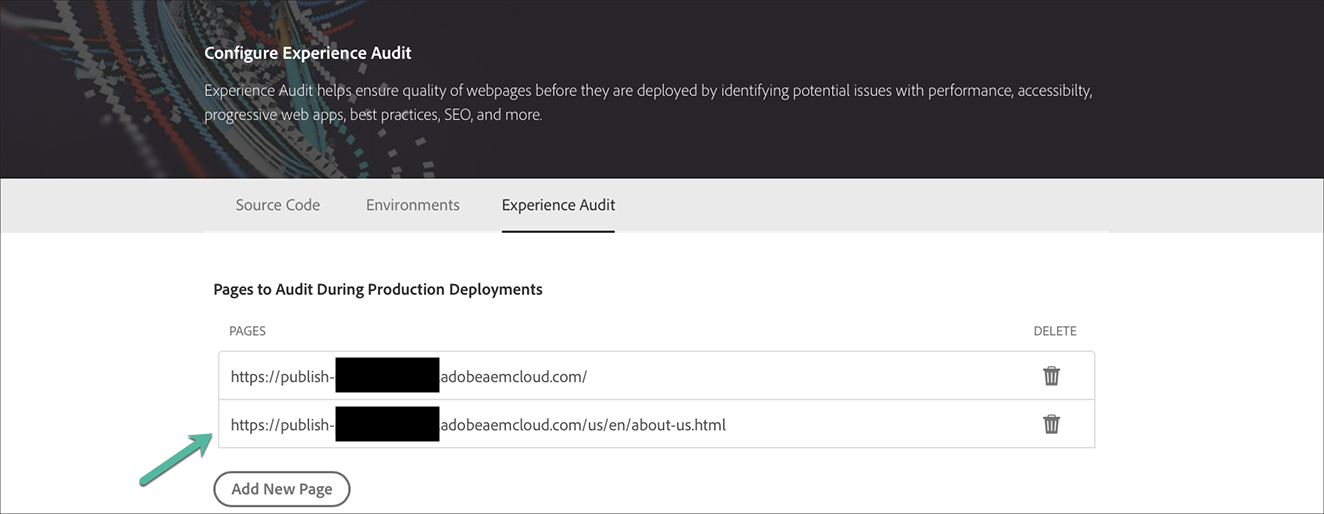 Configure Experience Audit
Experience Audit helps ensure quality of webpages before they are deployed by identifying potential issues with performance, accessibilty,
progressive web apps, best practices, SEO, and more.
Source Code
Environments
Experience Audit
Pages to Audit During Production Deployments
PAGES
DELETE
https://publish-
adobeaemcloud.com/
https://publish-
adobeaemcloud.com/us/en/about-us.html
Add New Page